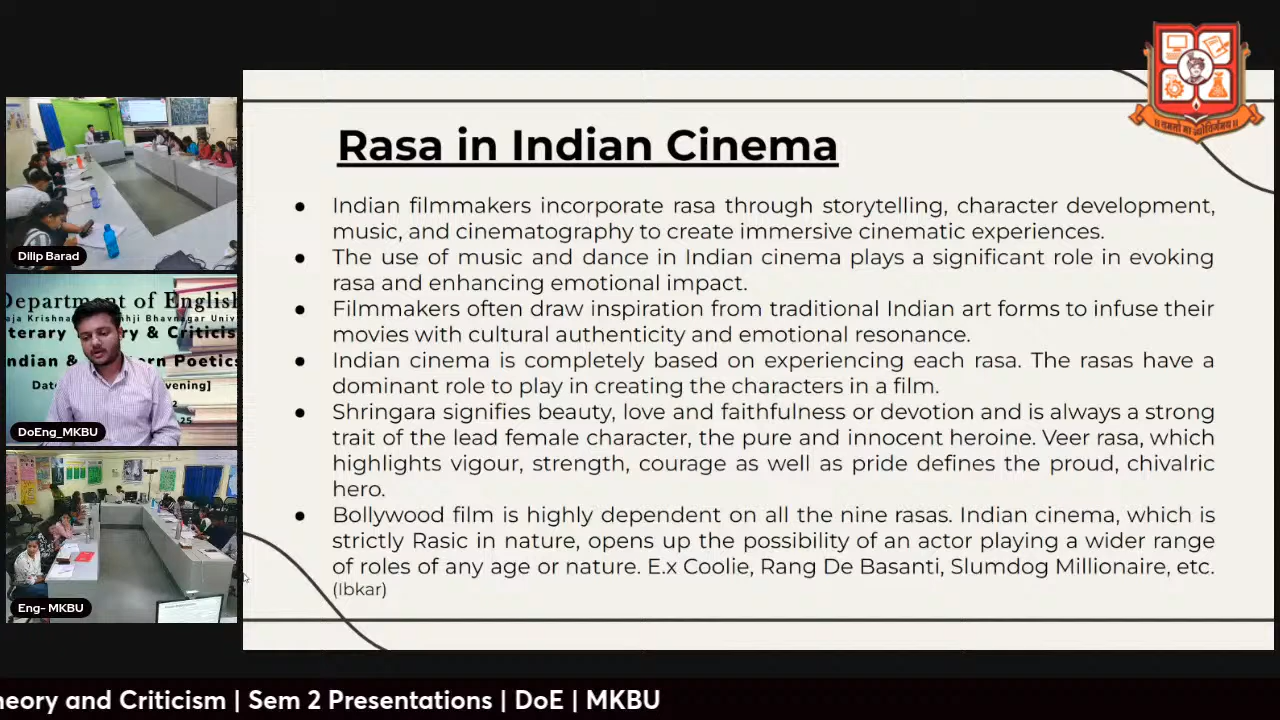 Rasa in Indian Cinema
● Indian filmmakers incorporate rasa through storytelling, character development,
music, and cinematography to create immersive cinematic experiences.
● The use of music and dance in Indian cinema plays a significant role in evoking
rasa and enhancing emotional impact.
● Filmmakers often draw inspiration from traditional Indian art forms to infuse their
movies with cultural authenticity and emotional resonance.
● Indian cinema is completely based on experiencing each rasa. The rasas have a
dominant role to play in creating the characters in a film.
● Shringara signifies beauty, love and faithfulness or devotion and is always a strong
trait of the lead female character, the pure and innocent heroine. Veer rasa, which
highlights vigour, strength, courage as well as pride defines the proud, chivalric
hero.
● Bollywood film is highly dependent on all the nine rasas. Indian cinema, which is
strictly Rasic in nature, opens up the possibility of an actor playing a wider range
of roles of any age or nature. E.x Coolie, Rang De Basanti, Slumdog Millionaire, etc.
(Ibkar)
Dilip Barad
Department of English
Bhavnagar
& Criticis
Poetics
DoEng_MKBU
Eng- MKBU
heory and Criticism | Sem 2 Presentations | DoE | MKBU